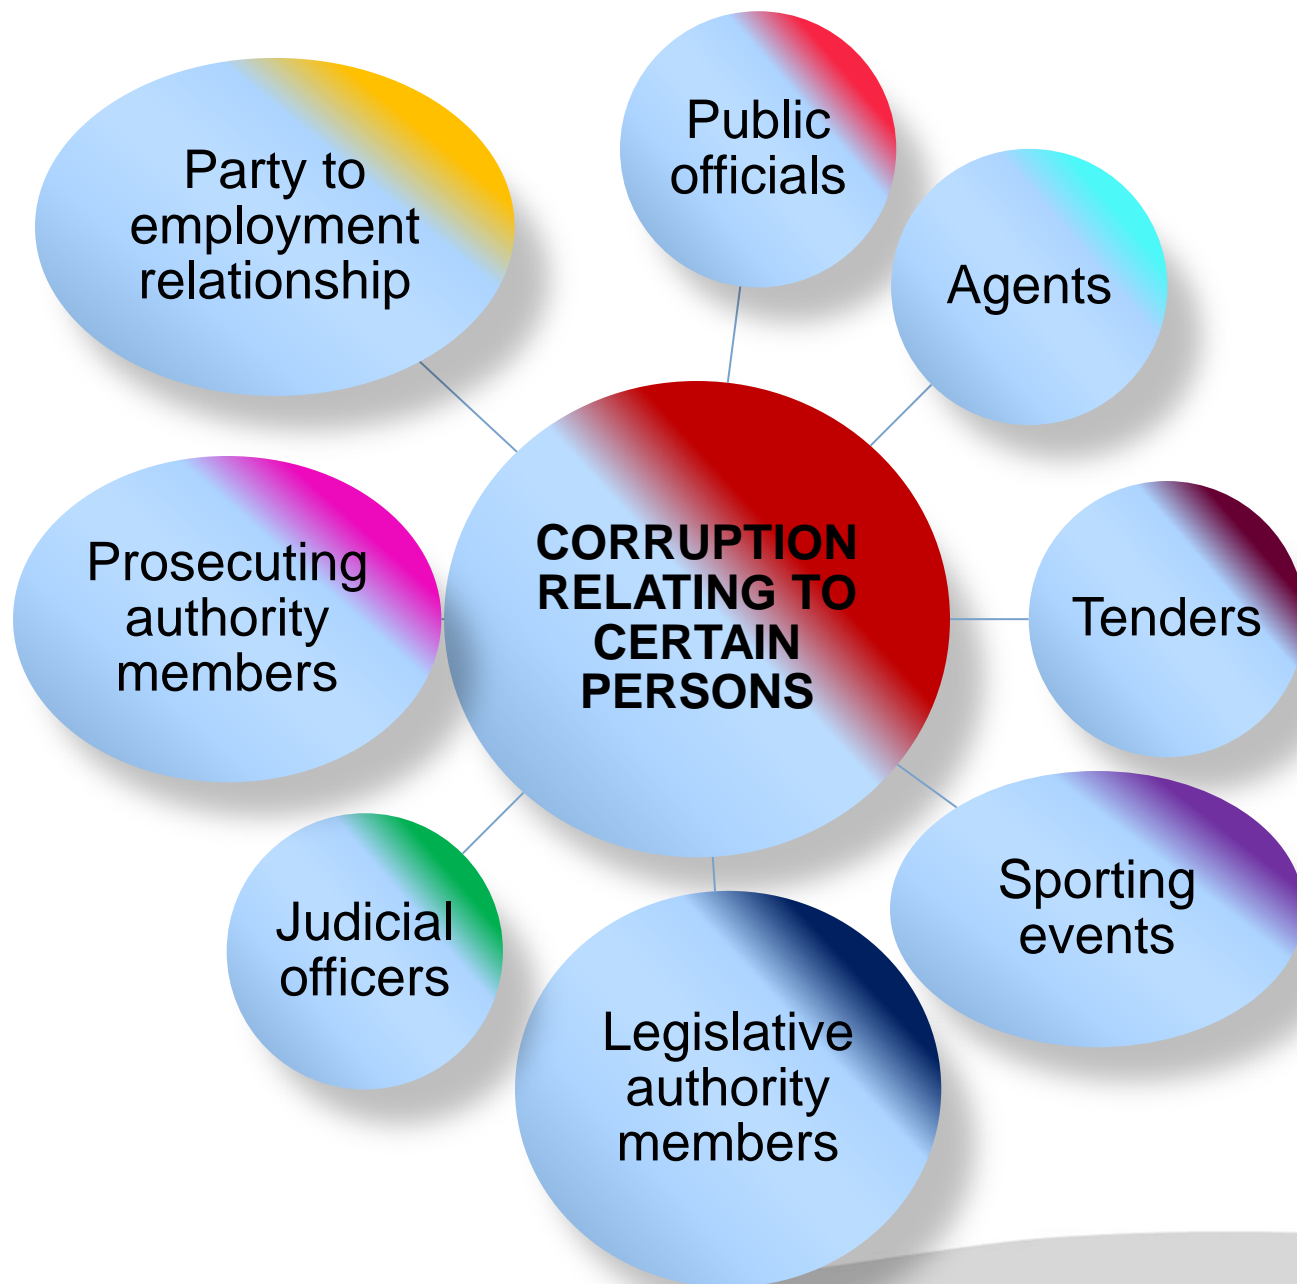 Public
officials
Party to
employment
relationship
Agents
CORRUPTION
RELATING TO
CERTAIN
PERSONS
Prosecuting
authority
members
Tenders
Sporting
events
Judicial
officers
Legislative
authority
members